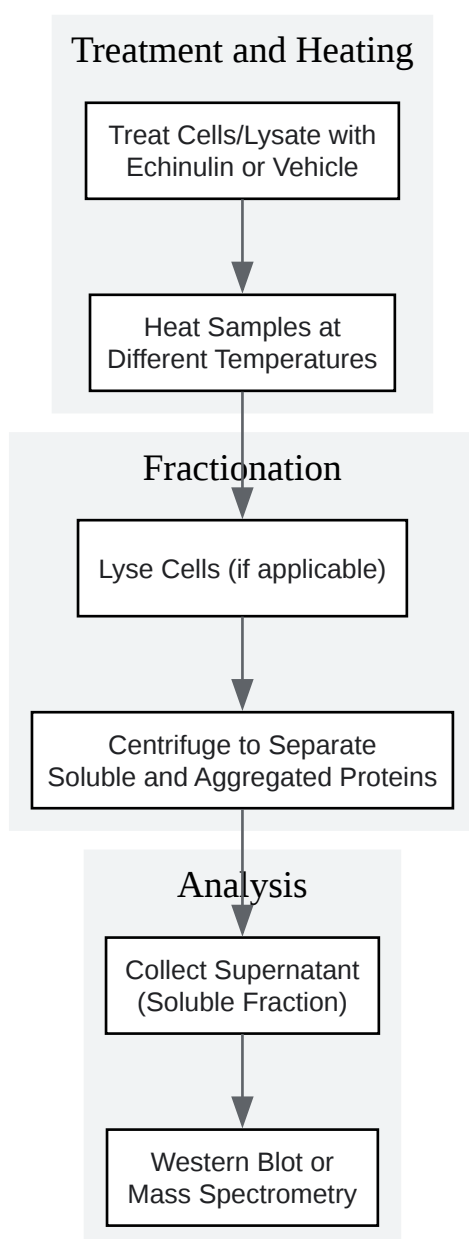 Treatment and Heating
Treat Cells/Lysate with
Echinulin or Vehicle
Heat Samples at
Different Temperatures
Fractionation
Lyse Cells (if applicable)
Centrifuge to Separate
Soluble and Aggregated Proteins
Analysis
Collect Supernatant
(Soluble Fraction)
Western Blot or
Mass Spectrometry